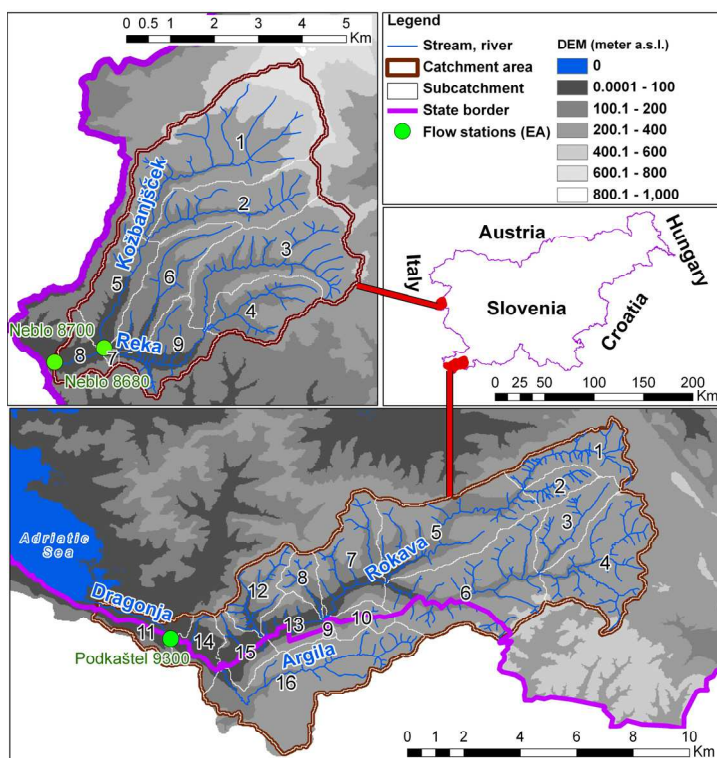 0 0.5 1 2 3 4 5
Km
1
2
3
Kožbanjšček
6
5
4
Neblo 8700
Reka
9
8
7
Neblo 8680
Legend
Stream, river
Catchment area
Subcatchment
State border
Flow stations (EA)
DEM (meter a.s.l.)
0
0.0001 - 100
100.1 - 200
200.1 - 400
400.1 - 600
600.1 - 800
800.1 - 1,000
Austria
Hungary
Italy
Slovenia
Croatia
0 25 50 100 150 200
Km
1
2
3
4
5
7
8
12
Rokava
6
Adriatic
Sea
Dragonja
11
14
13
10
9
15
Argila
16
Podkaštel 9300
0 1 2 4 6 8 10
Km